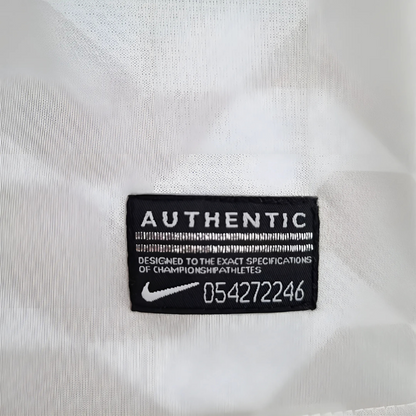 AUTHENTIC
DESIGNED TO THE EXACT SPECIFICATIONS
OF CHAMPIONSHIPATHLETES
054272246